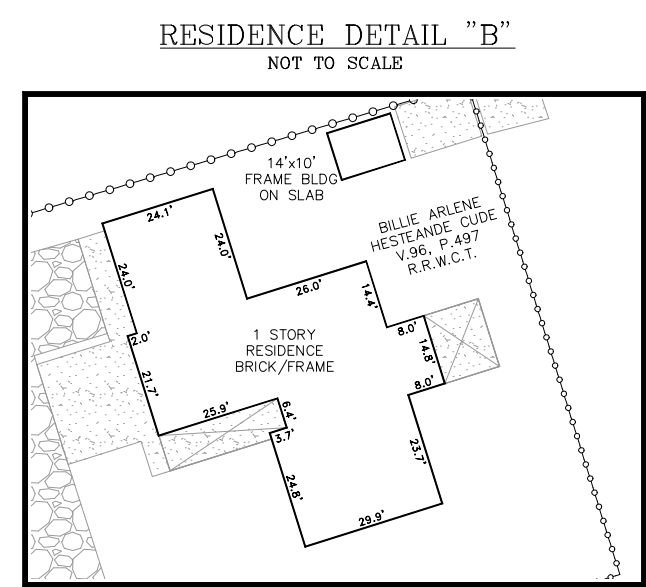 RESIDENCE DETAIL "B"
NOT TO SCALE
14'x10'
FRAME BLDG
ON SLAB
24.1'
24.0'
BILLIE ARLENE
HESTEANDE CUDE
V.96, P.497
R.R.W.C.T.
24.0'
26.0'
14.4'
8.0'
2.0'
1 STORY
RESIDENCE
BRICK/FRAME
14.8'
21.7'
8.0'
25.9'
6.4'
3.7'
23.7'
24.8'
29.9'